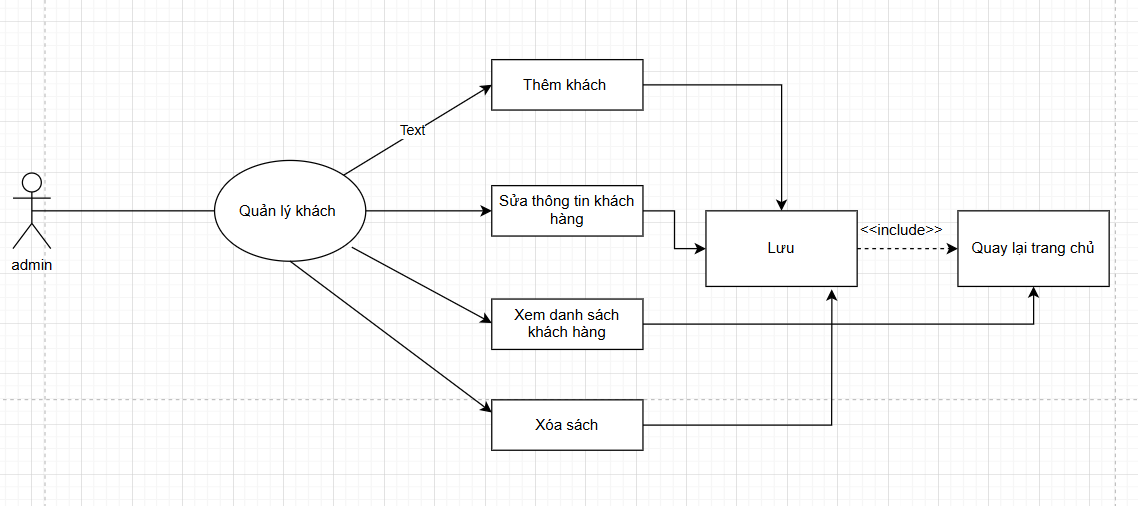 Thêm khách
Text
Sửa thông tin khách
hàng
Quản lý khách
Lưu
<<include>>
Quay lại trang chủ
admin
Xem danh sách
khách hàng
Xóa sách